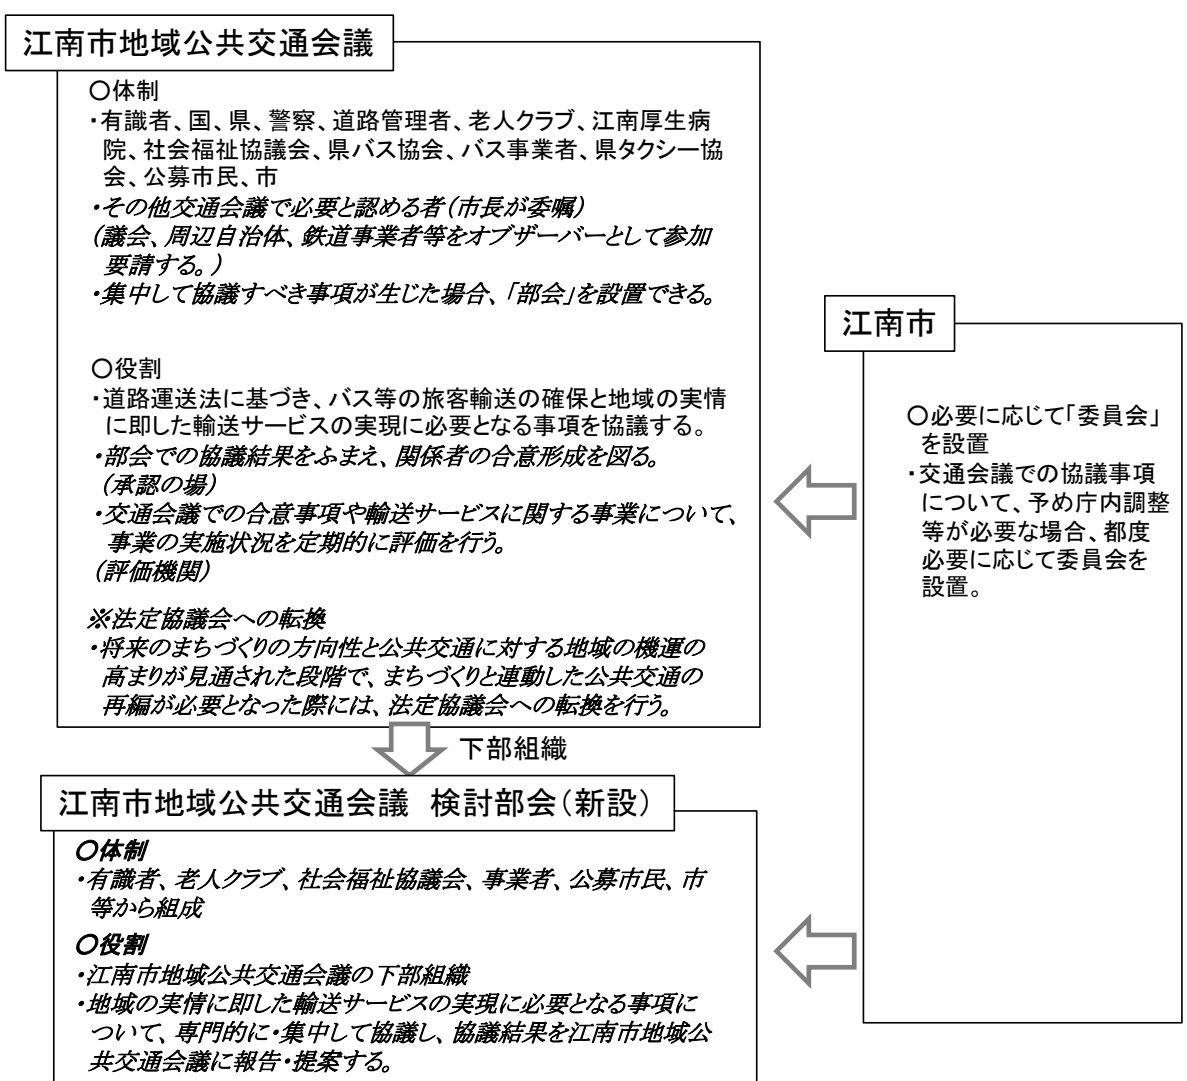 江南市地域公共交通会議
○体制
・有識者、国、県、警察、道路管理者、老人クラブ、江南厚生病
院、社会福祉協議会、県バス協会、バス事業者、県タクシー協
会、公募市民、市
・その他交通会議で必要と認める者（市長が委嘱）
（議会、周辺自治体、鉄道事業者等をオブザーバーとして参加
要請する。）
・集中して協議すべき事項が生じた場合、「部会」を設置できる。
○役割
・道路運送法に基づき、バス等の旅客輸送の確保と地域の実情
に即した輸送サービスの実現に必要となる事項を協議する。
・部会での協議結果をふまえ、関係者の合意形成を図る。
（承認の場）
・交通会議での合意事項や輸送サービスに関する事業について、
事業の実施状況を定期的に評価を行う。
（評価機関）
※法定協議会への転換
・将来のまちづくりの方向性と公共交通に対する地域の機運の
高まりが見通された段階で、まちづくりと連動した公共交通の
再編が必要となった際には、法定協議会への転換を行う。
下部組織
江南市地域公共交通会議　検討部会（新設）
○体制
・有識者、老人クラブ、社会福祉協議会、事業者、公募市民、市
等から組成
○役割
・江南市地域公共交通会議の下部組織
・地域の実情に即した輸送サービスの実現に必要となる事項に
ついて、専門的に・集中して協議し、協議結果を江南市地域公
共交通会議に報告・提案する。
江南市
○必要に応じて「委員会」
を設置
・交通会議での協議事項
について、予め庁内調整
等が必要な場合、都度
必要に応じて委員会を
設置。